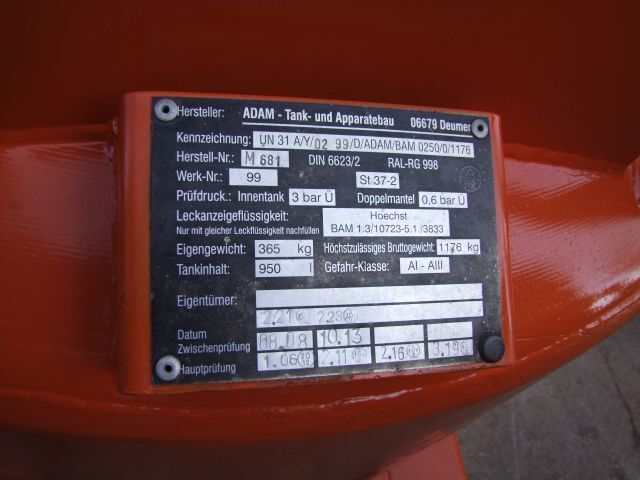 Hersteller: ADAM - Tank- und Apparatebau 06679 Deumen
Kennzeichnung: UN 31 A/Y/02 99/D/ADAM/BAM 0250/0/1176
Herstell-Nr: M 681 DIN 6623/2 RAL-RG 998
Werk-Nr: 99 St 37-2
Prüfdruck: Innentank 3 bar Ü Doppelmantel 0,6 bar Ü
Leckanzeigeflüssigkeit: Hoechst
Nur mit gleicher Leckflüssigkeit nachfüllen BAM 1.3/10723-5.1 /3833
Eigengewicht: 365 kg Höchstzulässiges Bruttogewicht: 1176 kg
Tankinhalt: 950 l Gefahr-Klasse: AI - AIII
Eigentümer:
2.21 2.23
Datum
Zwischenprüfung 08.08 10.13
Hauptprüfung 1.06 2.11 2.16 3.19